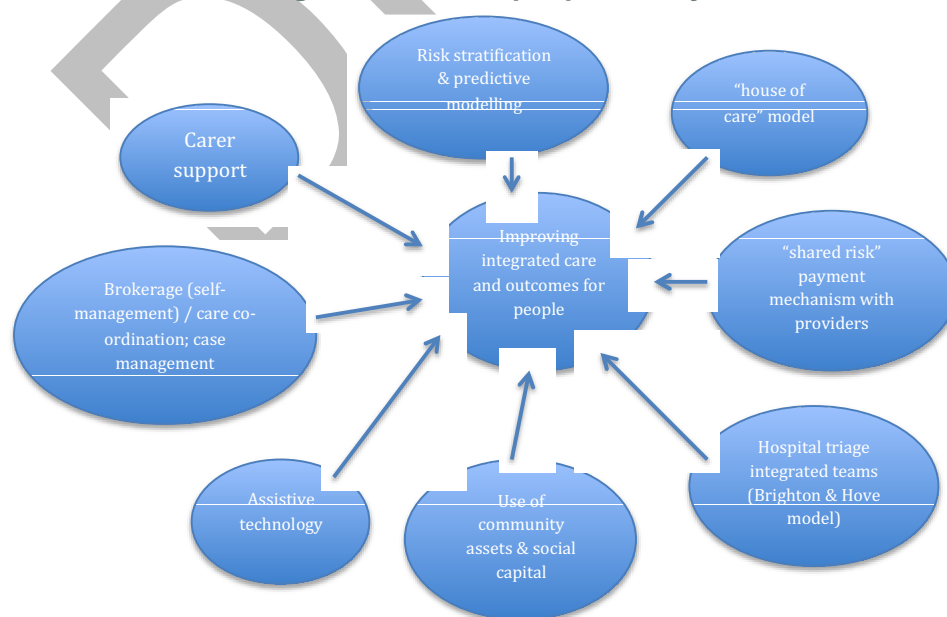 Risk stratification
& predictive
modelling
“house of
care” model
Carer
support
Improving
integrated care
and outcomes for
people
“shared risk”
payment
mechanism with
providers
Brokerage (self-
management) / care co-
ordination; case
management
Hospital triage
integrated teams
(Brighton & Hove
model)
Assistive
technology
Use of
community
assets & social
capital